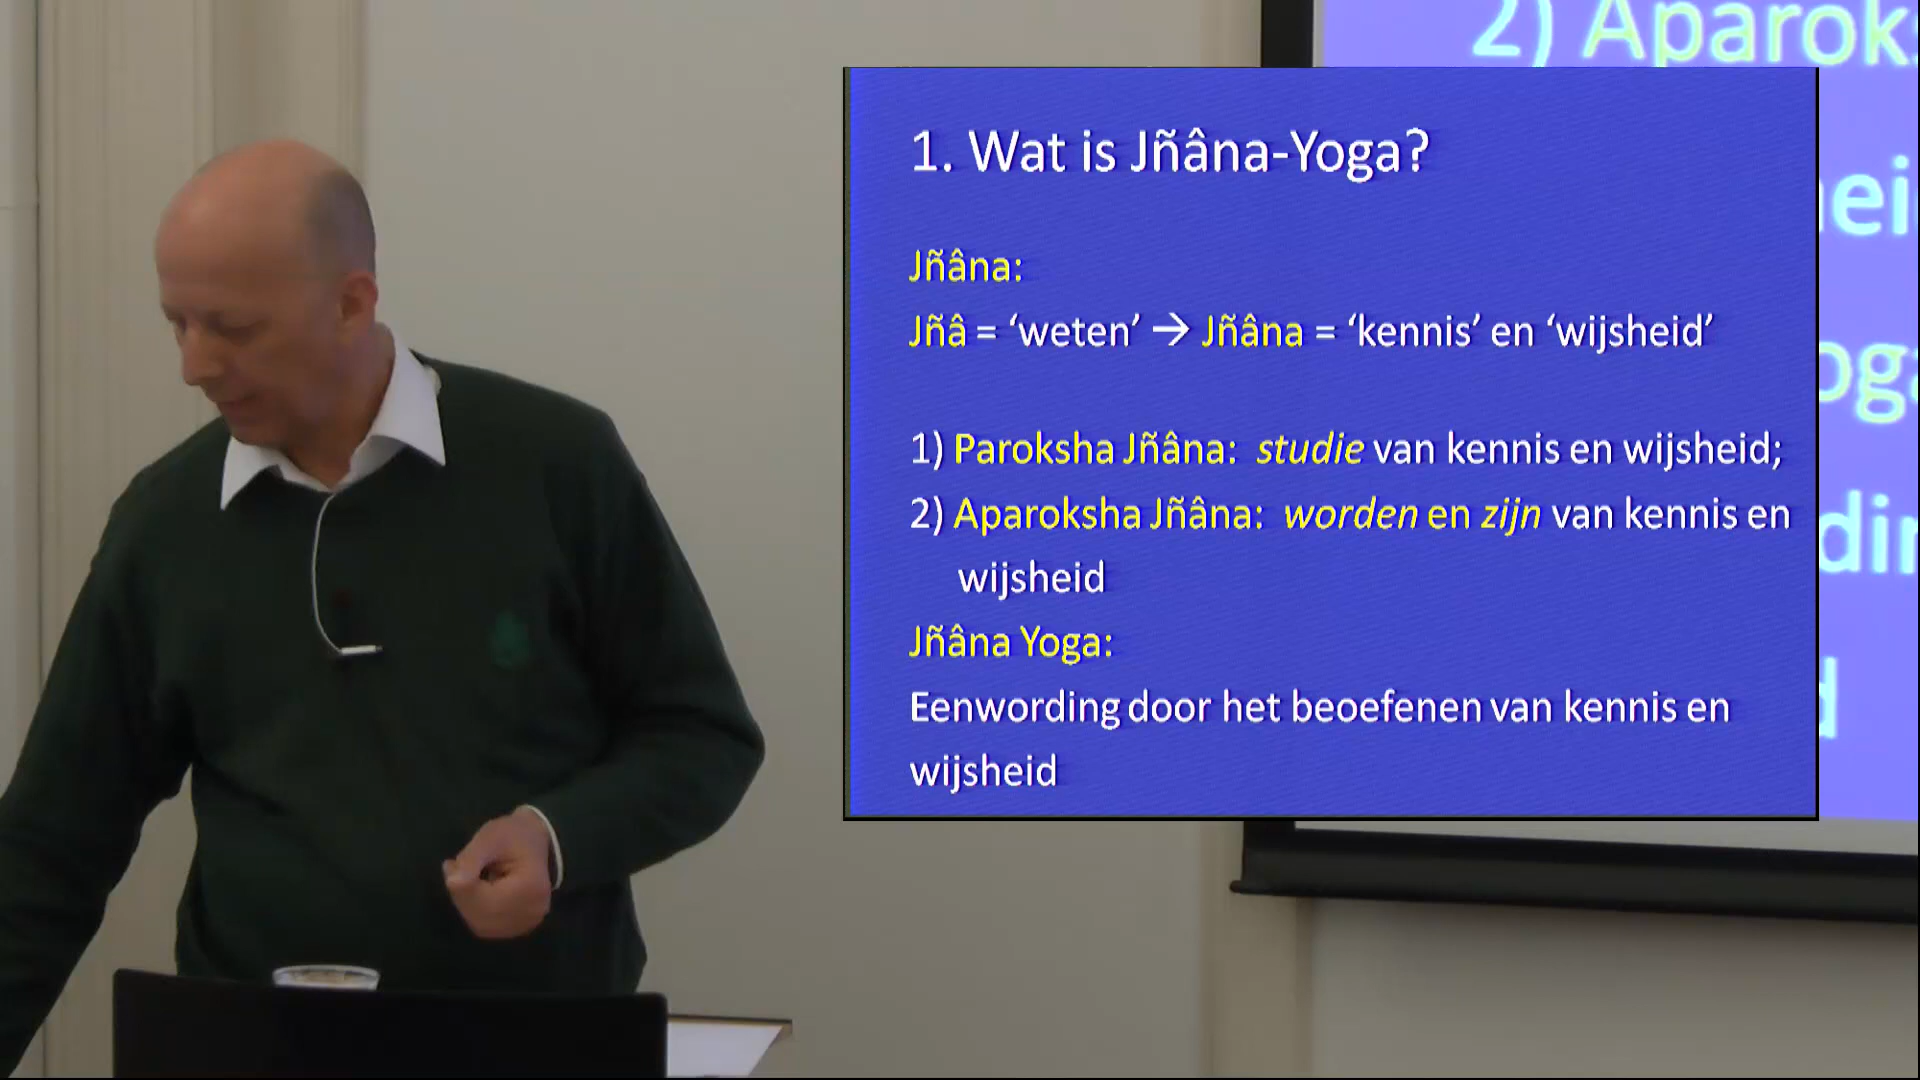 1. Wat is Jñâna-Yoga?
Jñâna:
Jñâ = ‘weten’ → Jñâna = ‘kennis’ en ‘wijsheid’
1) Paroksha Jñâna: studie van kennis en wijsheid;
2) Aparoksha Jñâna: worden en zijn van kennis en
wijsheid
Jñâna Yoga:
Eenwording door het beoefenen van kennis en
wijsheid
2)